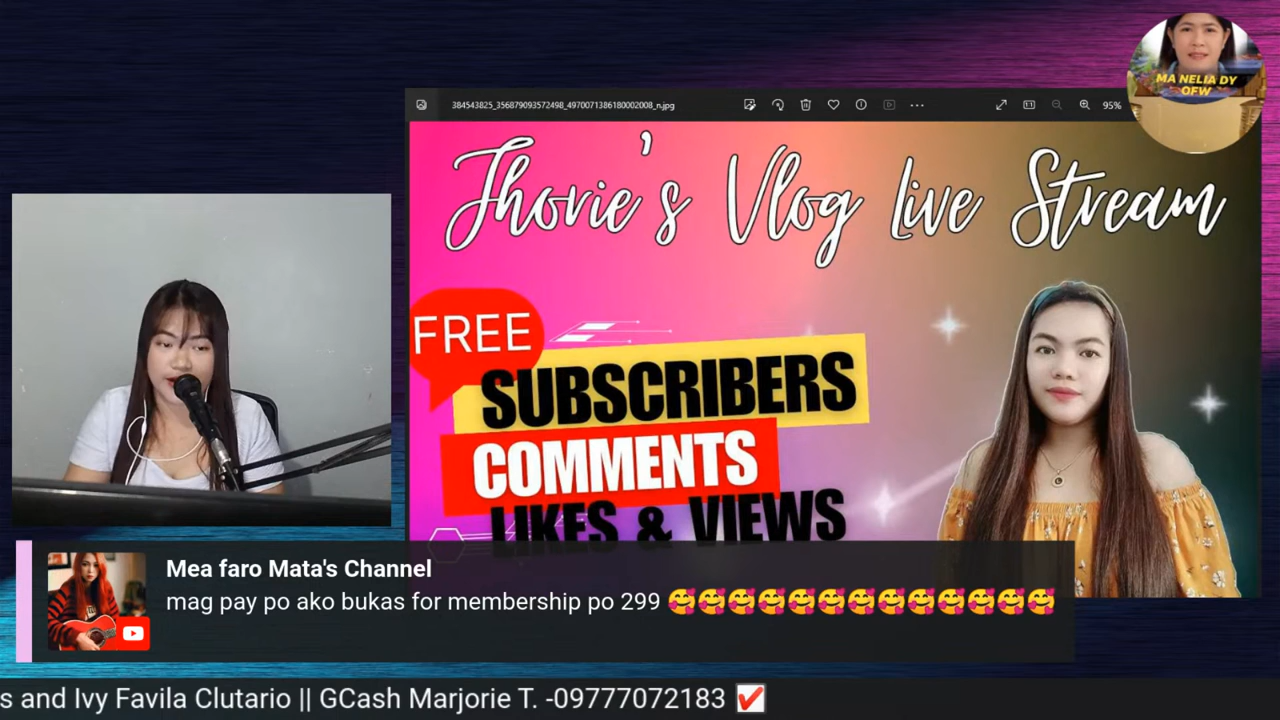 MA NELIA DY
OFW
384543825_356879093572498_4970071386180002008_n.jpg
95%
Jhovie's Vlog Live Stream
FREE
SUBSCRIBERS
COMMENTS
LIKES & VIEWS
Mea faro Mata's Channel
mag pay po ako bukas for membership po 299 🥰🥰🥰🥰🥰🥰🥰🥰🥰🥰🥰🥰🥰
s and Ivy Favila Clutario || GCash Marjorie T. -09777072183 ✅